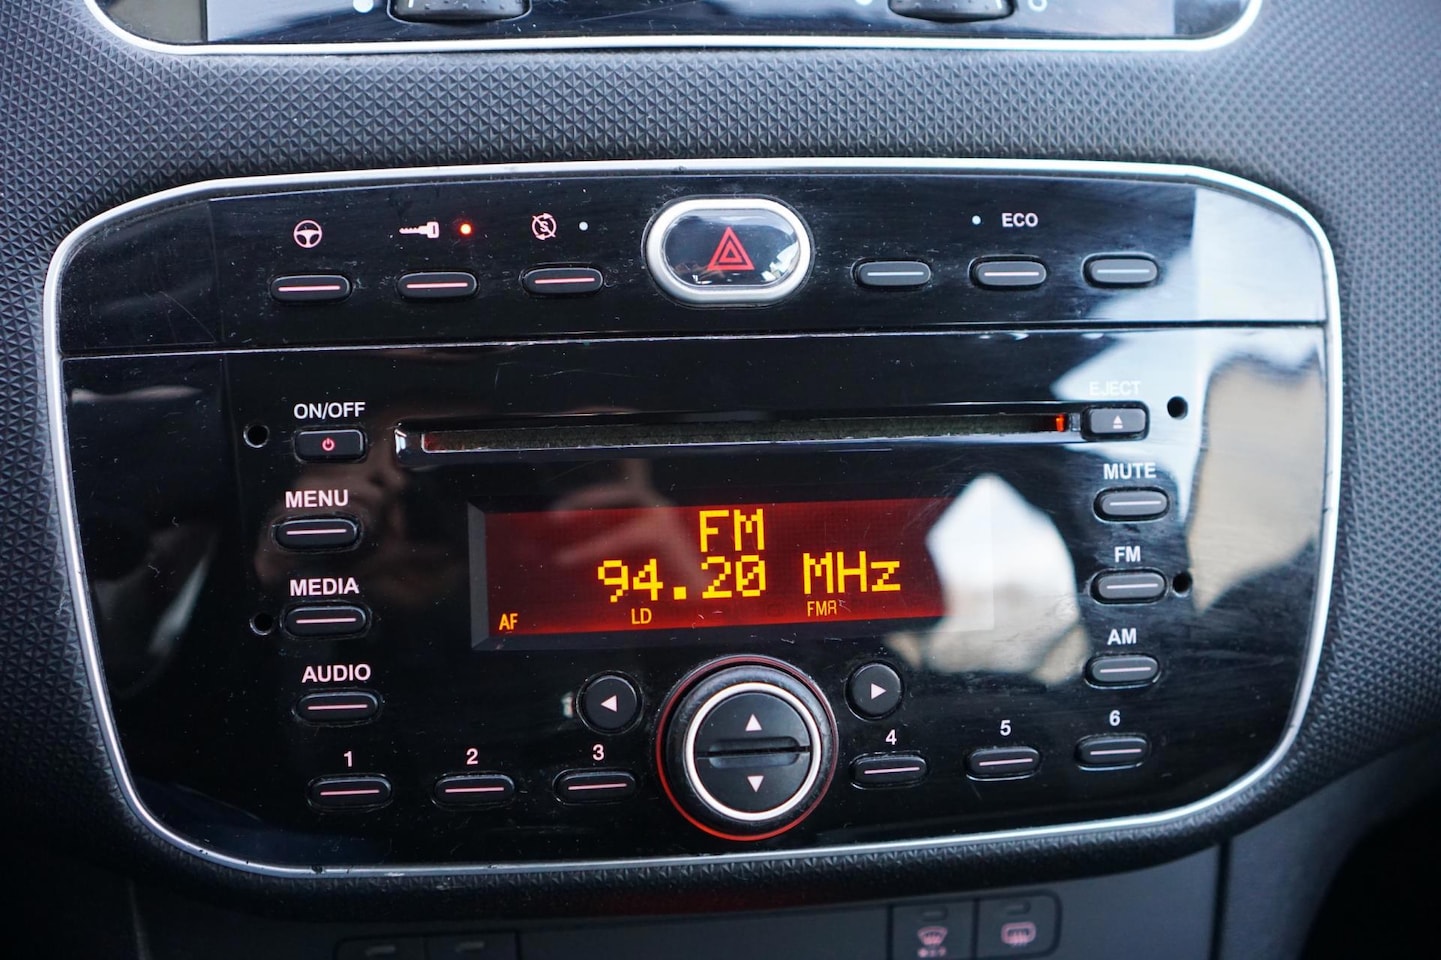 ECO
ON/OFF
EJECT
MENU
MUTE
FM
94.20 MHz
AF LD FMA
FM
MEDIA
AM
AUDIO
1 2 3 4 5 6